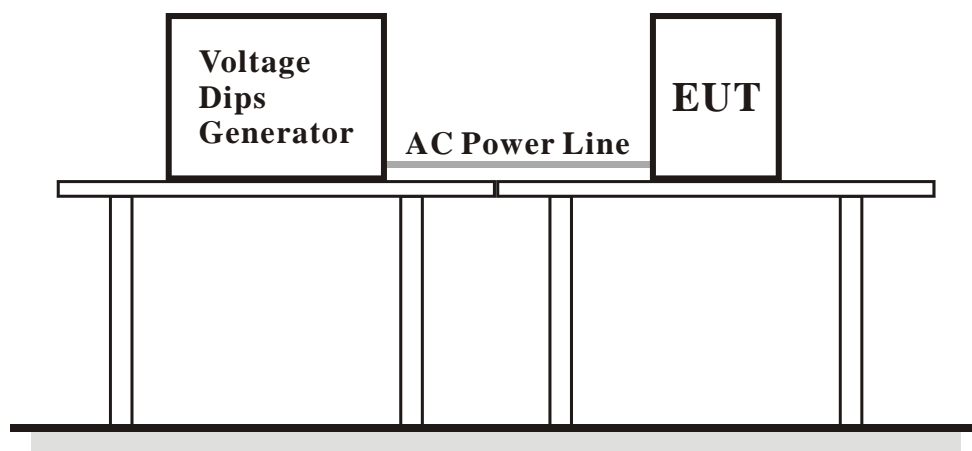 Voltage
Dips
Generator
AC Power Line
EUT